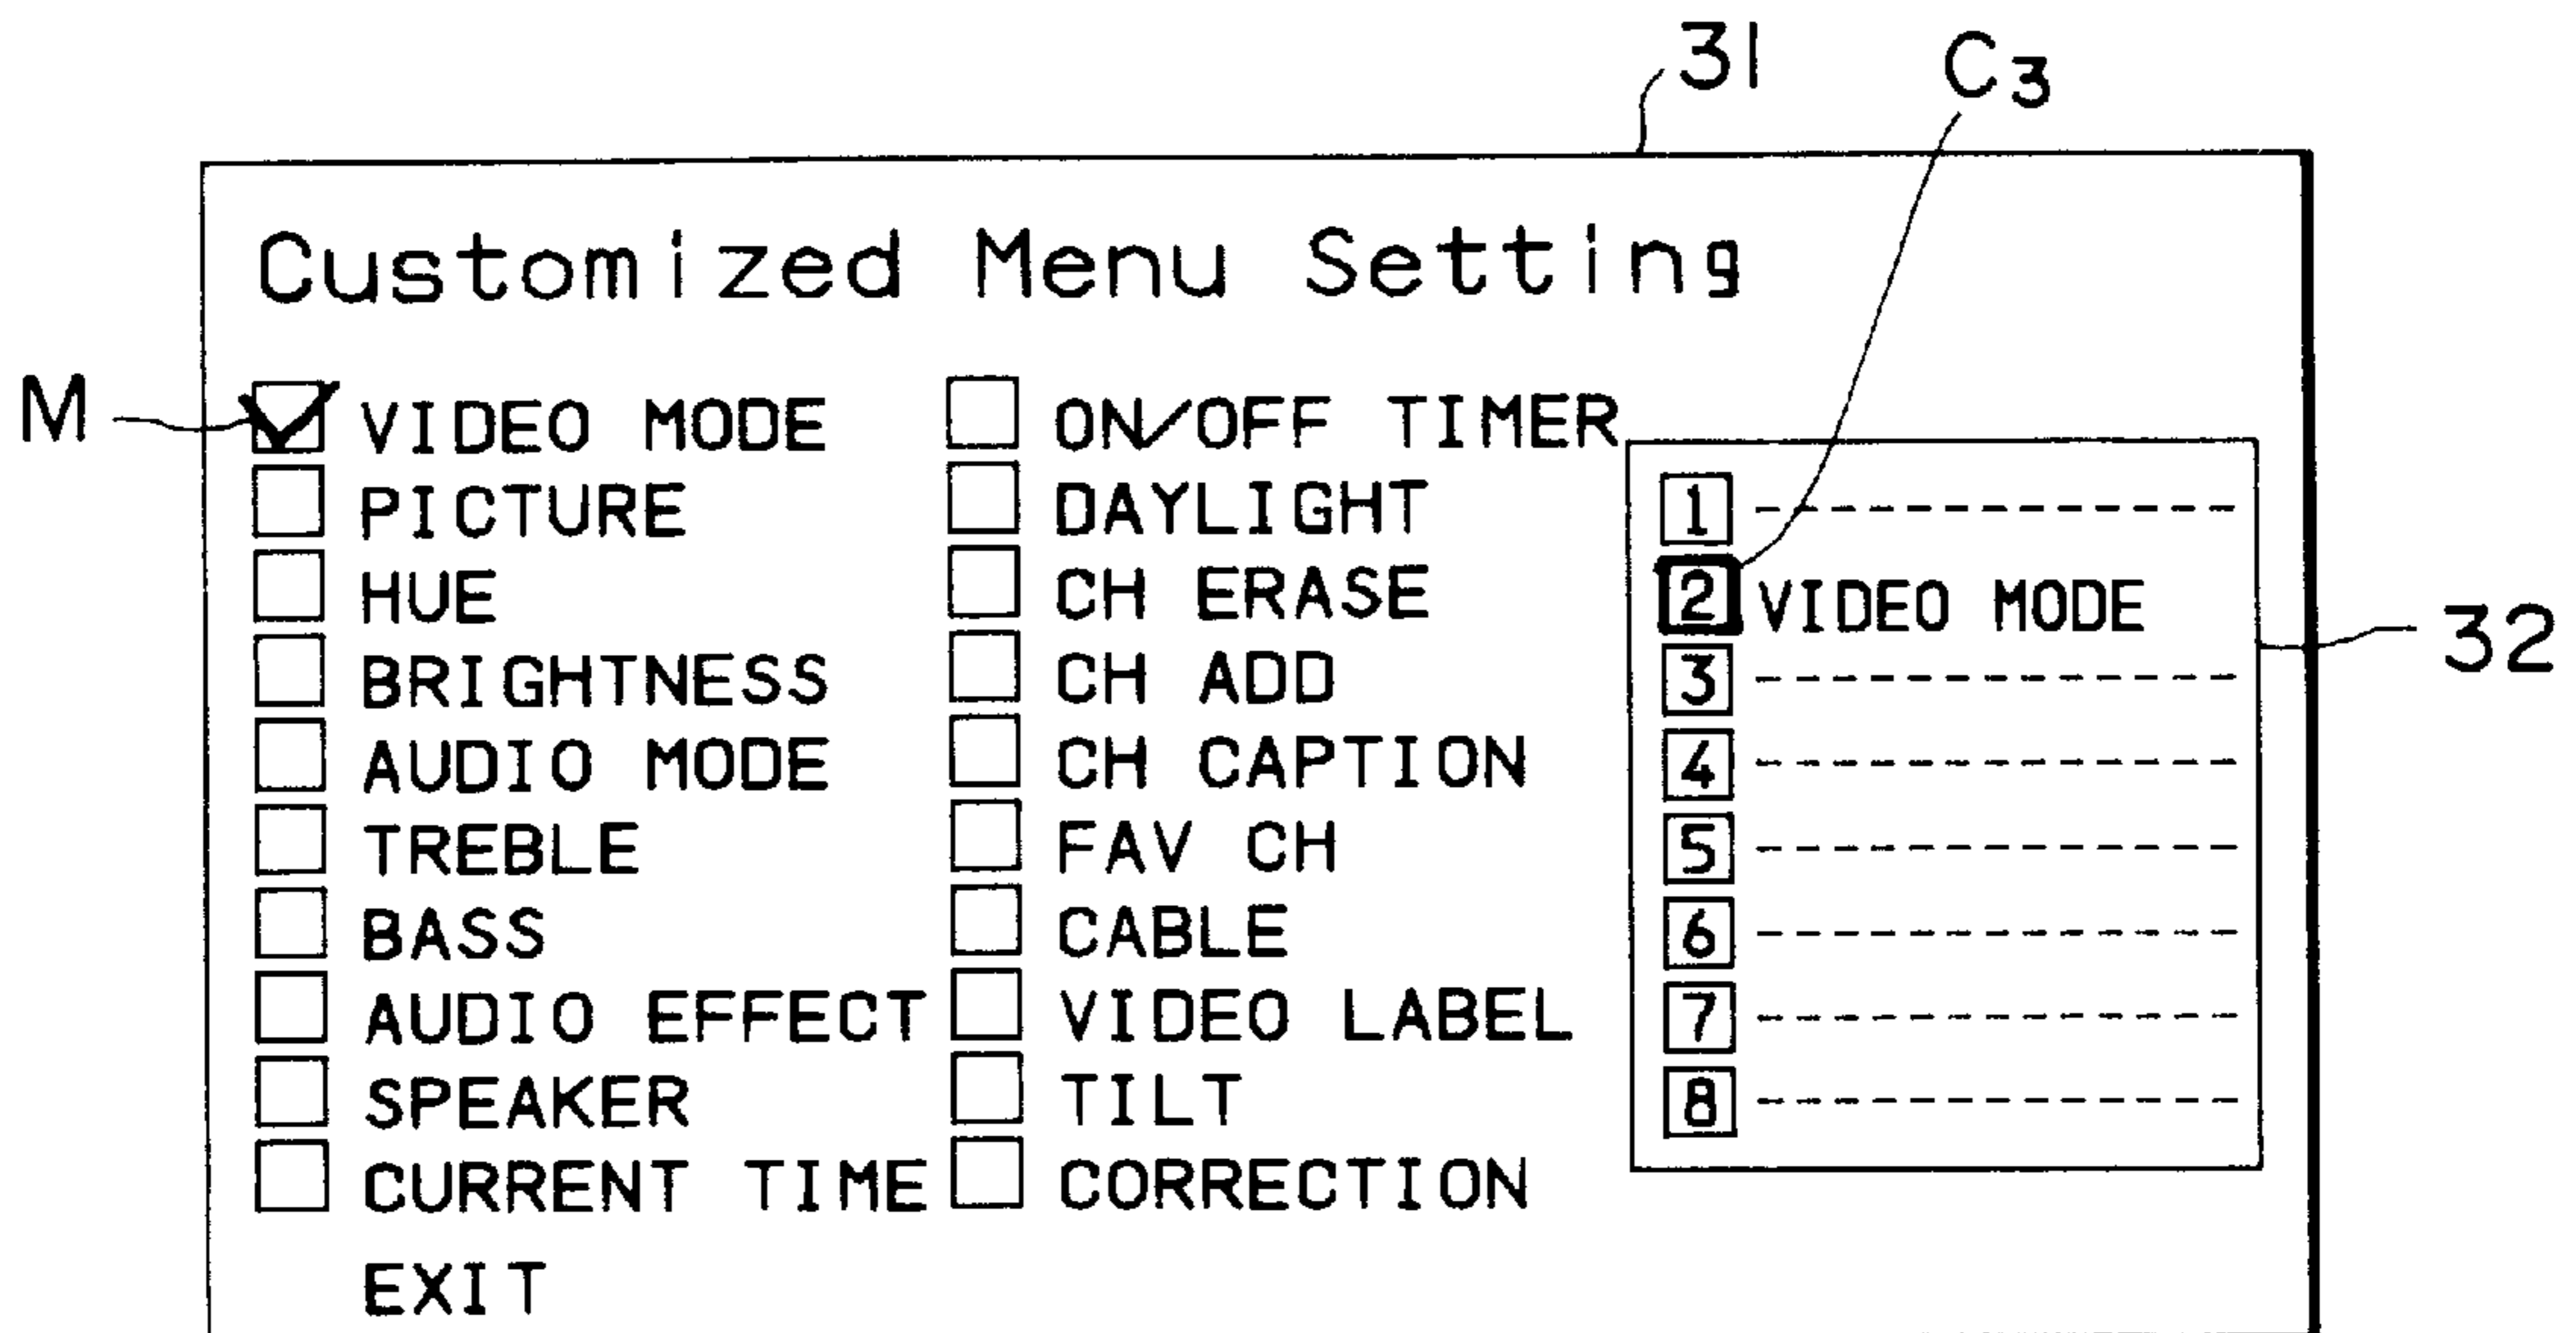 31 C3
Customized Menu Setting
M
VIDEO MODE
PICTURE
HUE
BRIGHTNESS
AUDIO MODE
TREBLE
BASS
AUDIO EFFECT
SPEAKER
CURRENT TIME
EXIT
ON/OFF TIMER
DAYLIGHT
CH ERASE
CH ADD
CH CAPTION
FAV CH
CABLE
VIDEO LABEL
TILT
CORRECTION
1 -------------
2 VIDEO MODE
3 -------------
4 -------------
5 -------------
6 -------------
7 -------------
8 -------------
32